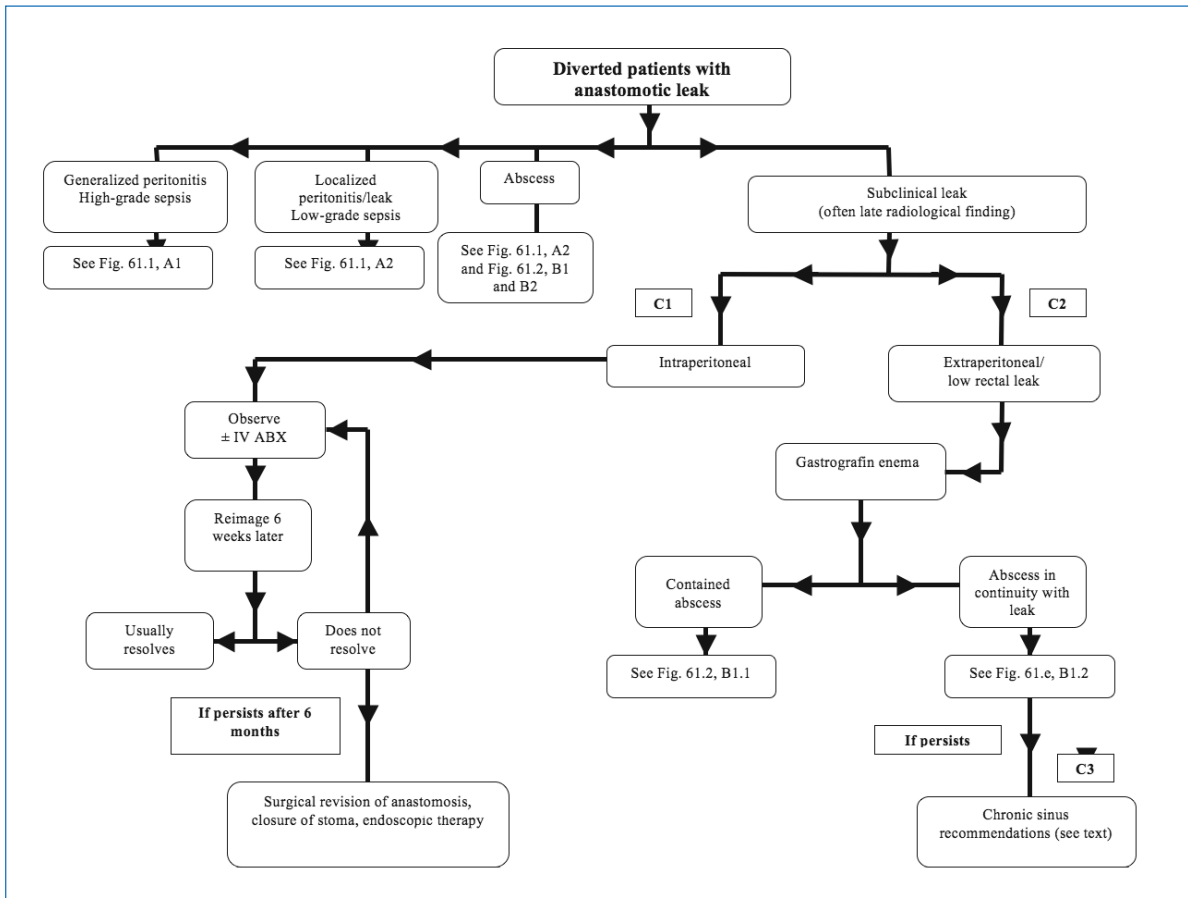 Diverted patients with
anastomotic leak
Generalized peritonitis
High-grade sepsis
Localized
peritonitis/leak
Low-grade sepsis
Abscess
Subclinical leak
(often late radiological finding)
See Fig. 61.1, A1
See Fig. 61.1, A2
See Fig. 61.1, A2
and Fig. 61.2, B1
and B2
C1
C2
Intraperitoneal
Extraperitoneal/
low rectal leak
Observe
± IV ABX
Gastrografin enema
Reimage 6
weeks later
Contained
abscess
Abscess in
continuity with
leak
Usually
resolves
Does not
resolve
See Fig. 61.2, B1.1
See Fig. 61.e, B1.2
If persists after 6
months
If persists
C3
Surgical revision of anastomosis,
closure of stoma, endoscopic therapy
Chronic sinus
recommendations (see text)